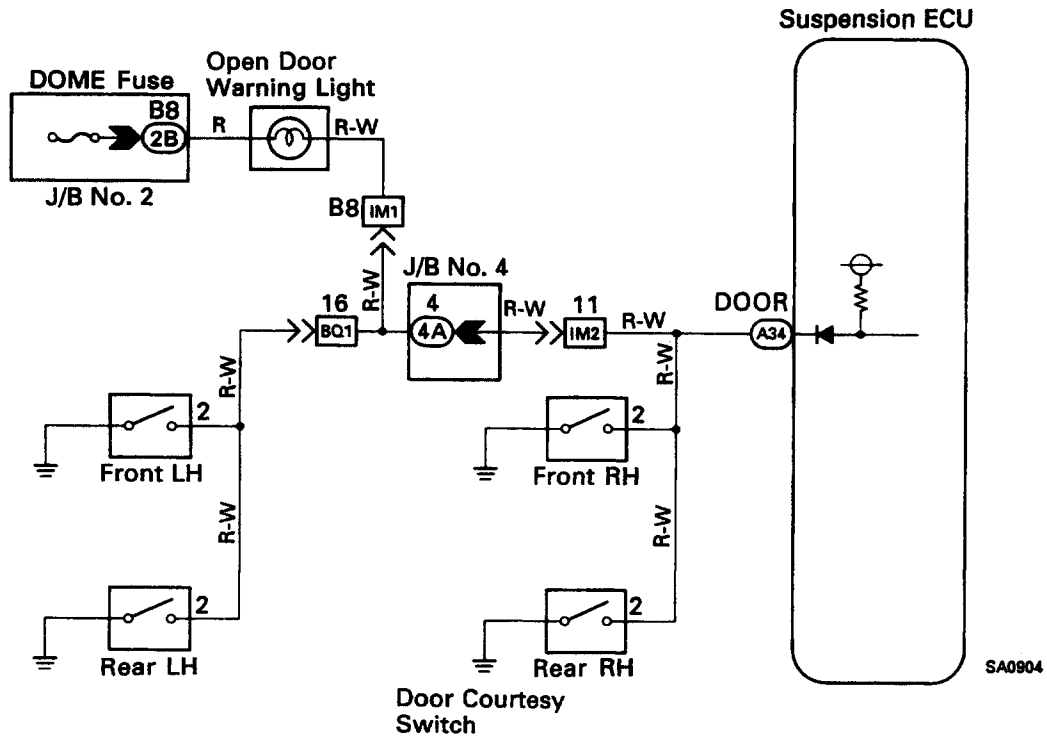 Suspension ECU
Open Door
Warning Light
DOME Fuse
B8
2B
R
R-W
J/B No. 2
B8
IM1
R-W
J/B No. 4
16
BQ1
4
4A
R-W
11
IM2
R-W
DOOR
A34
R-W
R-W
2
Front LH
2
Front RH
R-W
R-W
2
Rear LH
2
Rear RH
Door Courtesy
Switch
SA0904